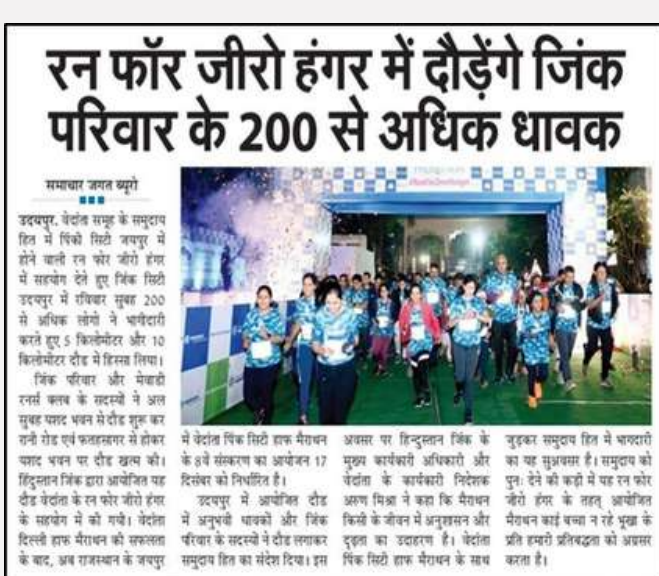 रन फॉर जीरो हंगर में दौड़ेंगे जिंक
परिवार के 200 से अधिक धावक
समाचार जगत ब्यूरो
उदयपुर. वेदांता समूह के समुदाय
हित में पिंकी सिटी जयपुर में
होने वाली रन फोर जीरो हंगर
में सहयोग देते हुए जिंक सिटी
उदयपुर में रविवार सुबह 200
से अधिक लोगो ने भागीदारी
करते हुए 5 किलोमीटर और 10
किलोमीटर दौड में हिस्सा लिया।
जिंक परिवार और मेवाडी
रनर्स क्लब के सदस्यों ने अल
सुबह यशद भवन से दौड शुरू कर
रानी रोड एवं फतहसागर से होकर
यशद भवन पर दौड खत्म की।
हिंदुस्तान जिंक द्वारा आयोजित यह
दौड वेदांता के रन फोर जीरो हंगर
के सहयोग में की गयी। वेदांता
दिल्ली हाफ मैराथन की सफलता
के बाद, अब राजस्थान के जयपुर
में वेदांता पिंक सिटी हाफ मैराथन
के 8वें संस्करण का आयोजन 17
दिसंबर को निर्धारित है।
उदयपुर में आयोजित दौड
में अनुभवी धावकों और जिंक
परिवार के सदस्यों ने दौड लगाकर
समुदाय हित का संदेश दिया। इस
अवसर पर हिन्दुस्तान जिंक के
मुख्य कार्यकारी अधिकारी और
वेदांता के कार्यकारी निदेशक
अरुण मिश्रा ने कहा कि मैराथन
किसी के जीवन में अनुशासन और
दृढ़ता का उदाहरण है। वेदांता
पिंक सिटी हाफ मैराथन के साथ
जुड़कर समुदाय हित में भागदारी
का यह सुअवसर है। समुदाय को
पुनः देने की कड़ी में यह रन फोर
जीरो हंगर के तहत् आयोजित
मैराथन काई बच्चा न रहे भूखा के
प्रति हमारी प्रतिबद्धता को अग्रसर
करता है।